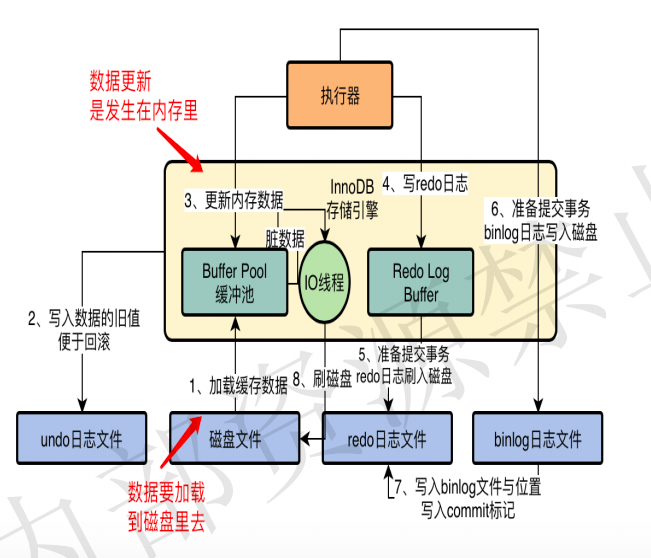 数据更新
是发生在内存里
执行器
3、更新内存数据
InnoDB
存储引擎
4、写redo日志
6、准备提交事务
binlog日志写入磁盘
脏数据
Buffer Pool
缓冲池
IO线程
Redo Log
Buffer
2、写入数据的旧值
便于回滚
1、加载缓存数据
8、刷磁盘
5、准备提交事务
redo日志刷入磁盘
undo日志文件
磁盘文件
redo日志文件
binlog日志文件
数据要加载
到磁盘里去
7、写入binlog文件与位置
写入commit标记
内部资源禁止